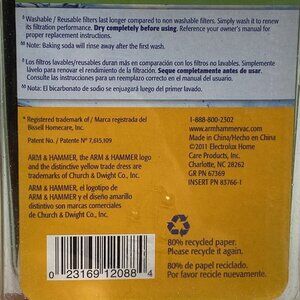 ‡ Washable / Reusable filters last longer compared to non washable filters. Simply wash it to renew
its filtration performance. Dry completely before using. Reference your owner's manual for
proper replacement instructions.
Note: Baking soda will rinse away after the first wash.
‡ Los filtros lavables/reusables duran más en comparación con los filtros no lavables. Simplemente
lávelo para renovar el rendimiento de la filtración. Seque completamente antes de usar.
Consulte las instrucciones para un reemplazo correcto en el manual del usuario.
Nota: El bicarbonato de sodio se enjuagará luego del primer lavado.
* Registered trademark of / Marca registrada del
Bissell Homecare, Inc.
Patent No. / Patente Nº 7,615,109
ARM & HAMMER, the ARM & HAMMER logo
and the distinctive yellow trade dress are
trademarks of Church & Dwight Co., Inc.
ARM & HAMMER, el logotipo de
ARM & HAMMER y el diseño amarillo
distintivo son marcas comerciales
de Church & Dwight Co., Inc.
1-888-800-2302
www.armhammervac.com
Made in China/Hecho en China
©2011 Electrolux Home
Care Products, Inc.
Charlotte, NC 28262
GR PN 67369
INSERT PN 83766-1
80% recycled paper.
Please recycle it again.
80% de papel reciclado.
Por favor recicle nuevamente.
0 23169 12088 4